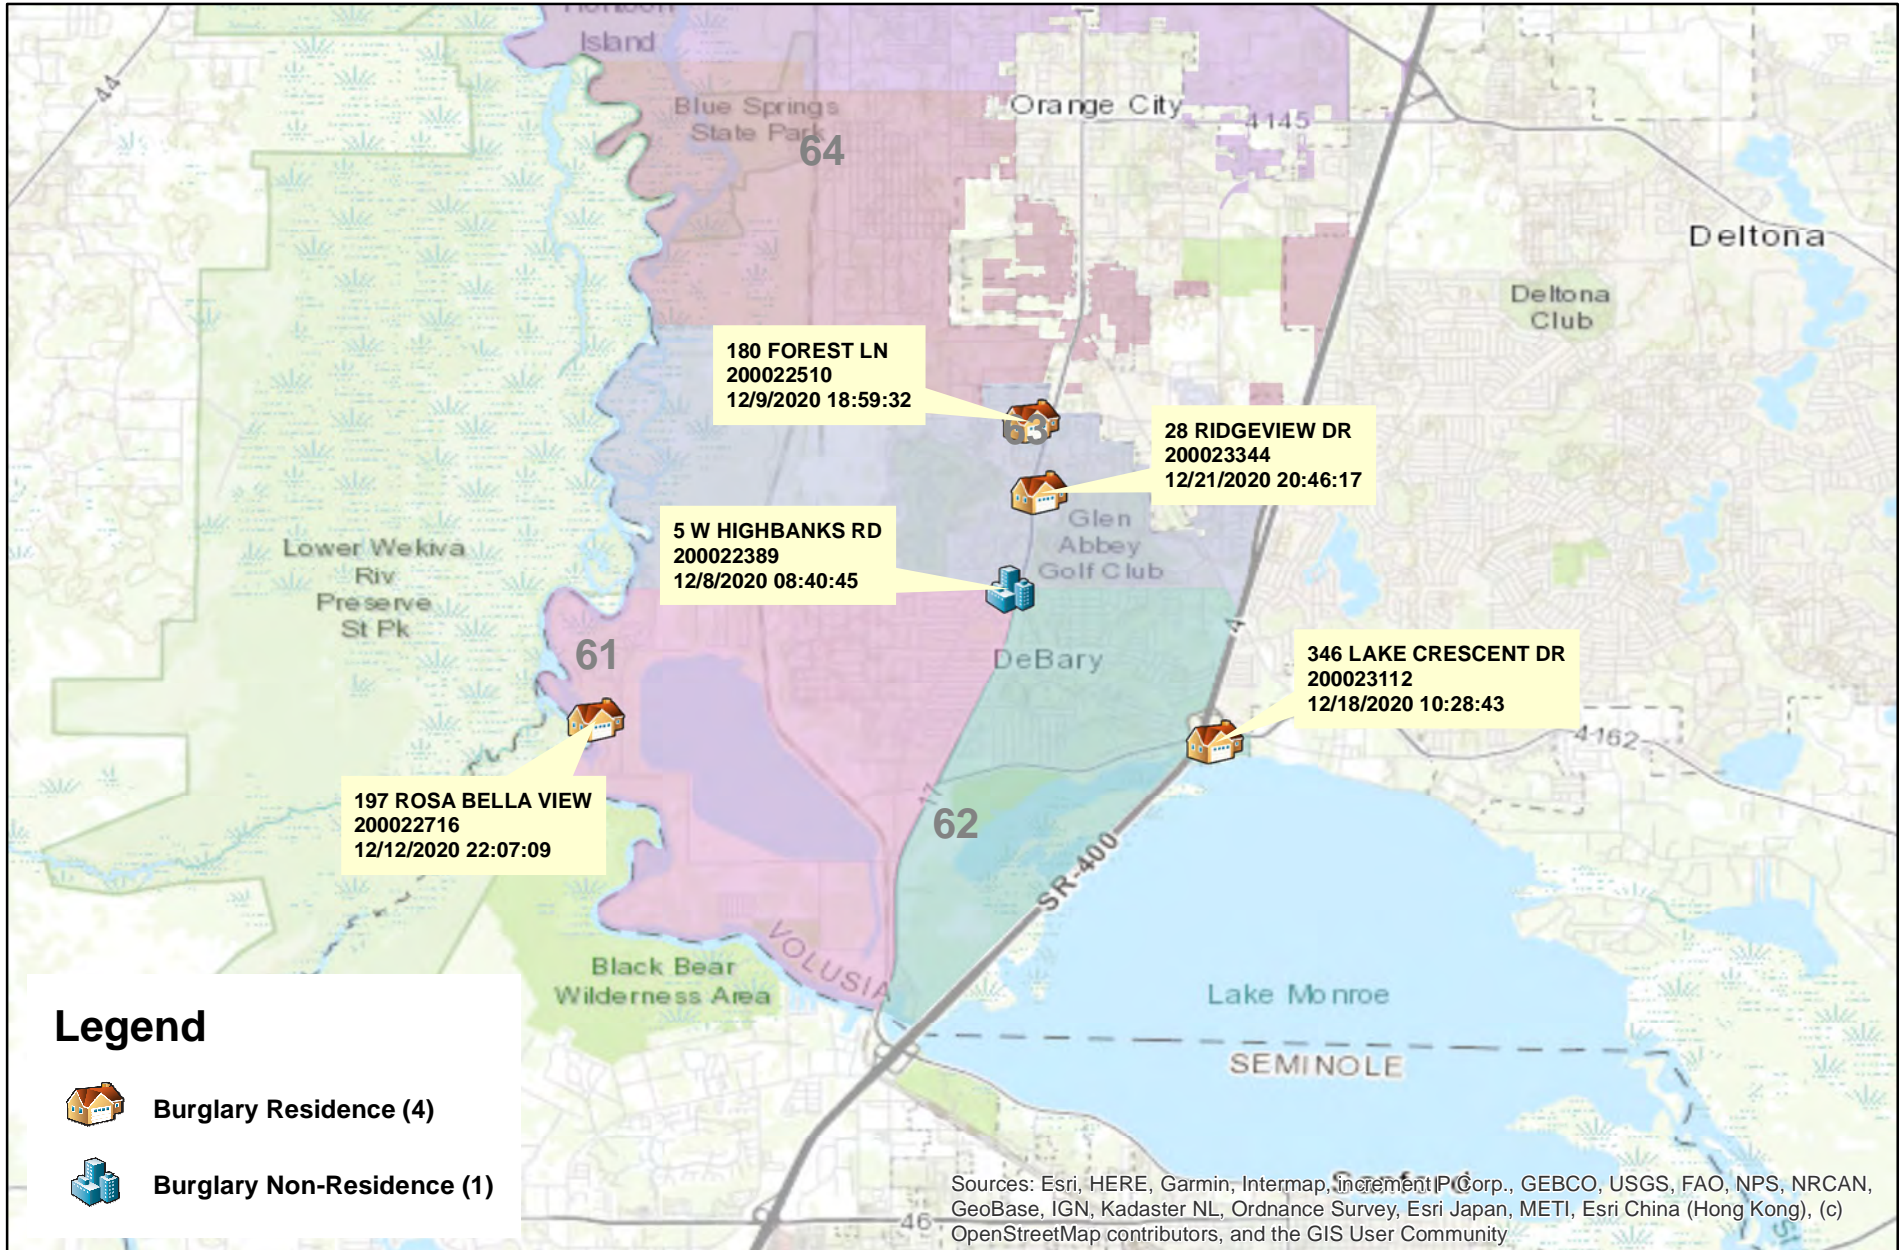 Island
44
Blue Springs
State Park
64
Orange City
4145
Deltona
Deltona
Club
180 FOREST LN
200022510
12/9/2020 18:59:32
63
28 RIDGEVIEW DR
200023344
12/21/2020 20:46:17
5 W HIGHBANKS RD
200022389
12/8/2020 08:40:45
Glen
Abbey
Golf Club
Lower Wekiva
Riv
Preserve
St Pk
61
DeBary
4
346 LAKE CRESCENT DR
200023112
12/18/2020 10:28:43
4162
197 ROSA BELLA VIEW
200022716
12/12/2020 22:07:09
17
62
SR-400
VOLUSIA
Black Bear
Wilderness Area
Lake Monroe
SEMINOLE
Legend
Burglary Residence (4)
Burglary Non-Residence (1)
Sanford
46
Sources: Esri, HERE, Garmin, Intermap, increment P Corp., GEBCO, USGS, FAO, NPS, NRCAN,
GeoBase, IGN, Kadaster NL, Ordnance Survey, Esri Japan, METI, Esri China (Hong Kong), (c)
OpenStreetMap contributors, and the GIS User Community